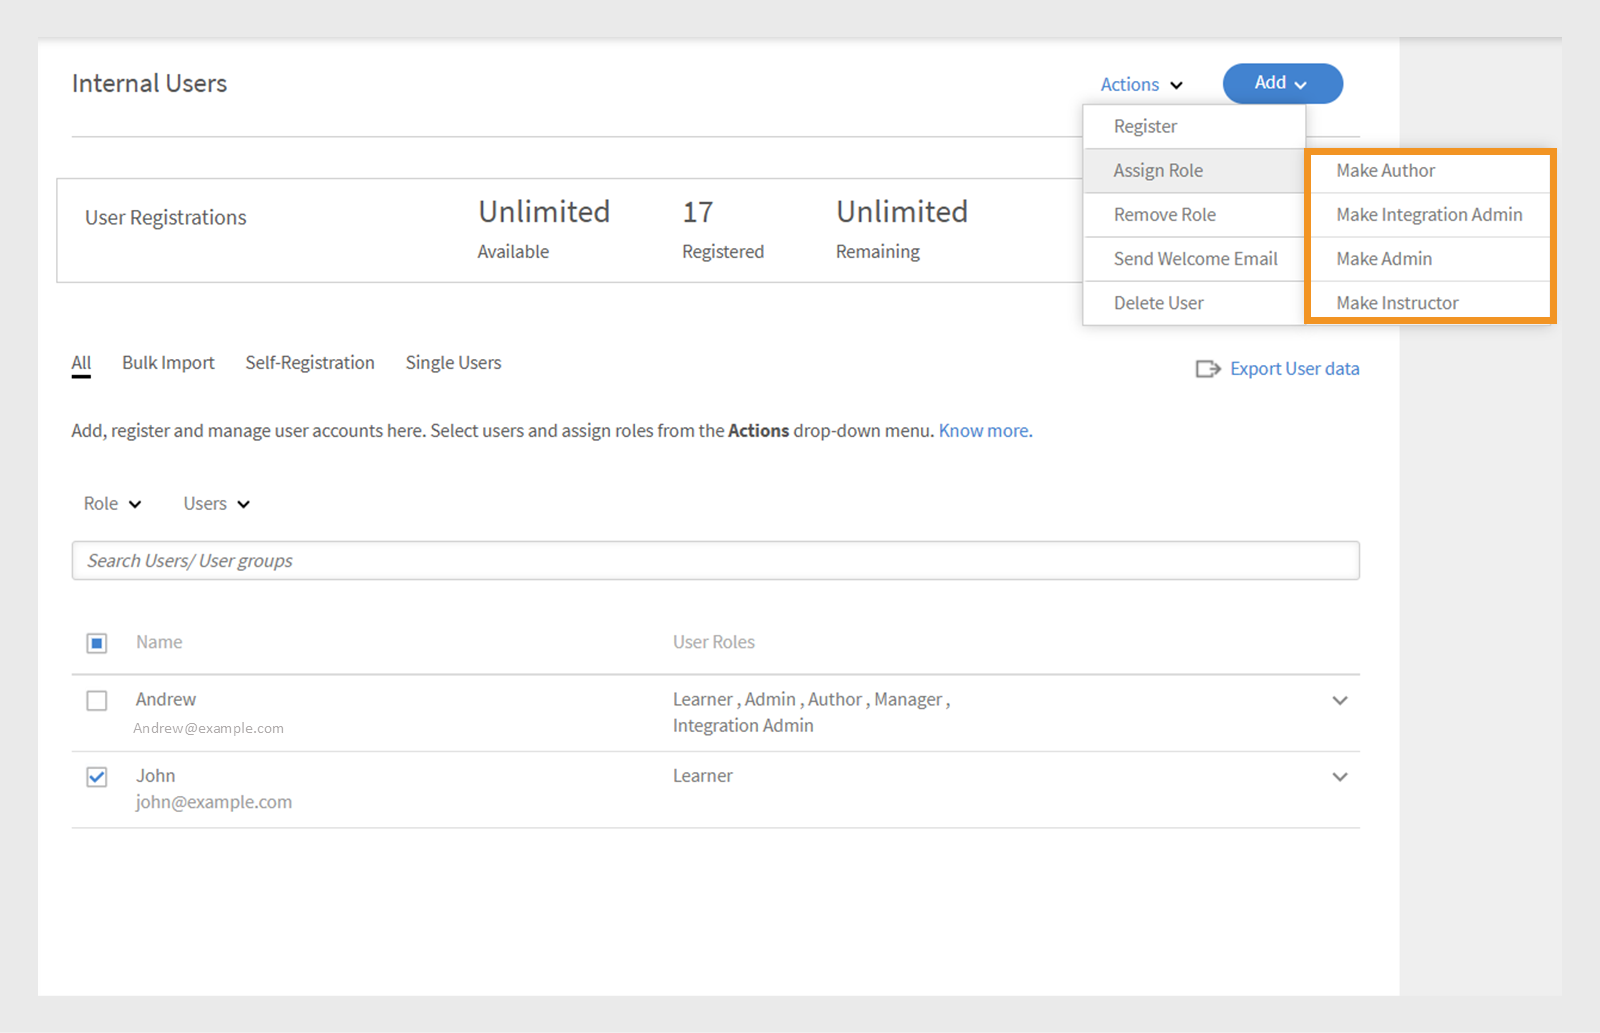 Internal Users
Actions
Add
Register
Assign Role
Remove Role
Send Welcome Email
Delete User
Make Author
Make Integration Admin
Make Admin
Make Instructor
User Registrations
Unlimited
Available
17
Registered
Unlimited
Remaining
All Bulk Import Self-Registration Single Users
Export User data
Add, register and manage user accounts here. Select users and assign roles from the Actions drop-down menu. Know more.
Role Users
Search Users/ User groups
Name User Roles
Andrew
Andrew@example.com
Learner , Admin , Author , Manager ,
Integration Admin
John
john@example.com
Learner